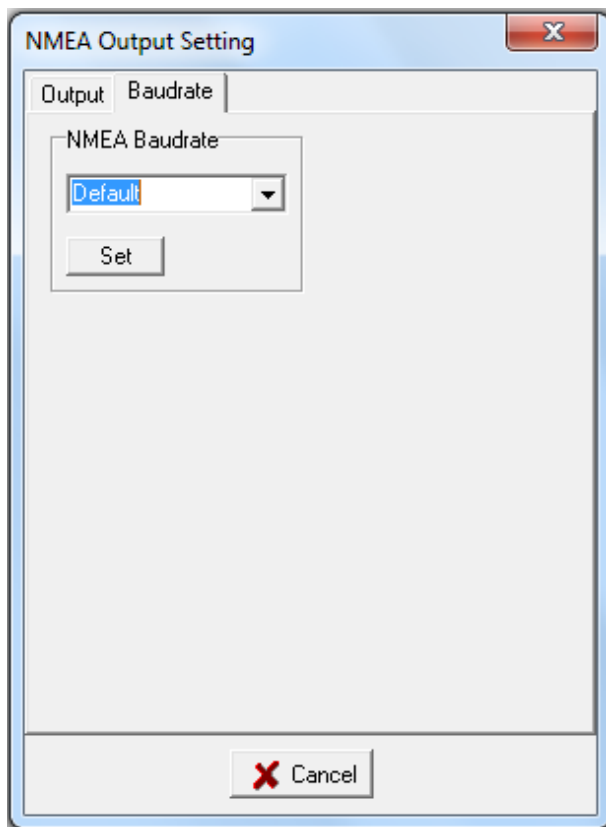 NMEA Output Setting
Output Baudrate
NMEA Baudrate
Default
Set
Cancel